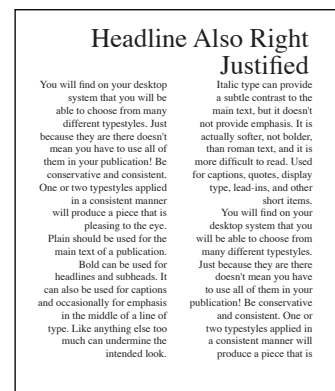 Headline Also Right
Justified
You will find on your desktop
system that you will be
able to choose from many
different typestyles. Just
because they are there doesn't
mean you have to use all of
them in your publication! Be
conservative and consistent.
One or two typestyles applied
in a consistent manner
will produce a piece that is
pleasing to the eye.
Plain should be used for the
main text of a publication.
Bold can be used for
headlines and subheads. It
can also be used for captions
and occasionally for emphasis
in the middle of a line of
type. Like anything else too
much can undermine the
intended look.
Italic type can provide
a subtle contrast to the
main text, but it doesn't
not provide emphasis. It is
actually softer, not bolder,
than roman text, and it is
more difficult to read. Used
for captions, quotes, display
type, lead-ins, and other
short items.
You will find on your
desktop system that you
will be able to choose from
many different typestyles.
Just because they are there
doesn't mean you have
to use all of them in your
publication! Be conservative
and consistent. One or
two typestyles applied in
a consistent manner will
produce a piece that is